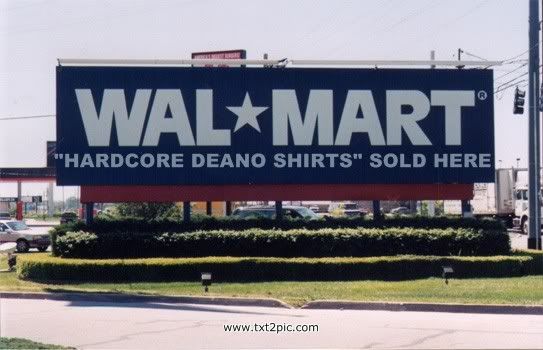 WAL★MART®
"HARDCORE DEANO SHIRTS" SOLD HERE
www.txt2pic.com